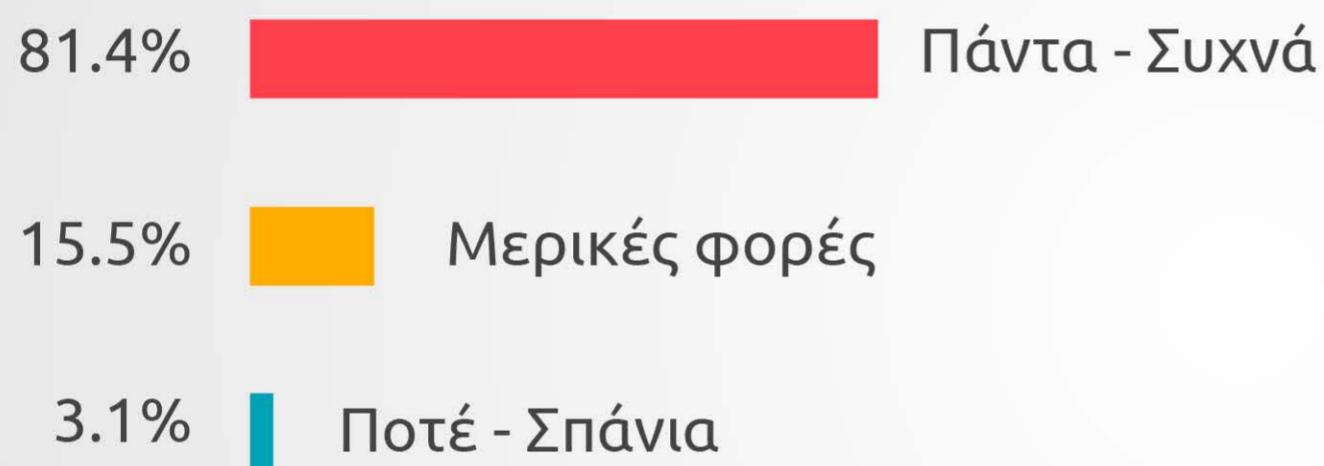 81.4% Πάντα - Συχνά
15.5% Μερικές φορές
3.1% Ποτέ - Σπάνια